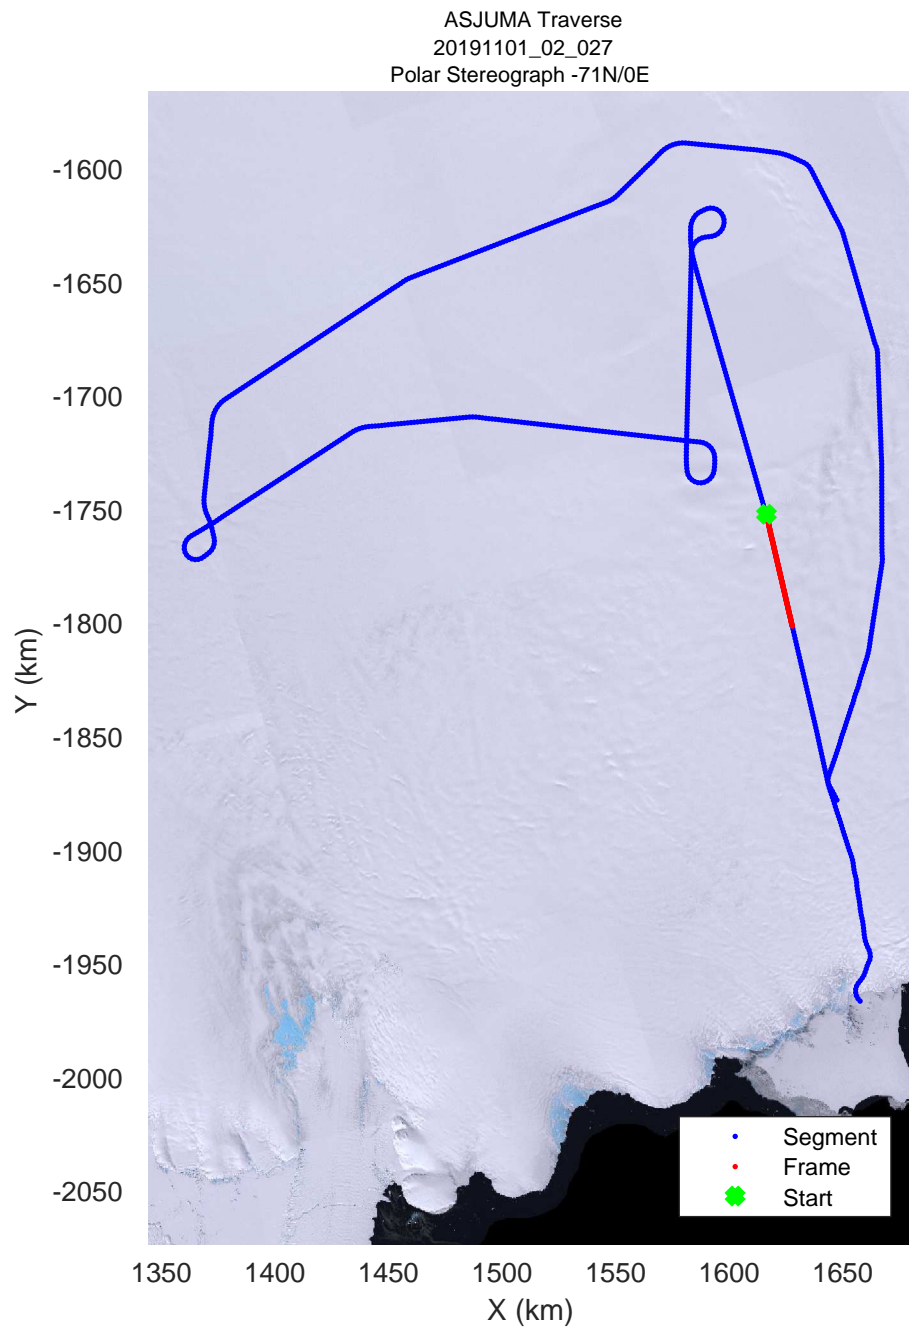 ASJUMA Traverse
20191101_02_027
Polar Stereograph -71N/0E
-1600
-1650
-1700
-1750
-1800
-1850
-1900
-1950
-2000
-2050
Y (km)
Segment
Frame
Start
1350 1400 1450 1500 1550 1600 1650
X (km)